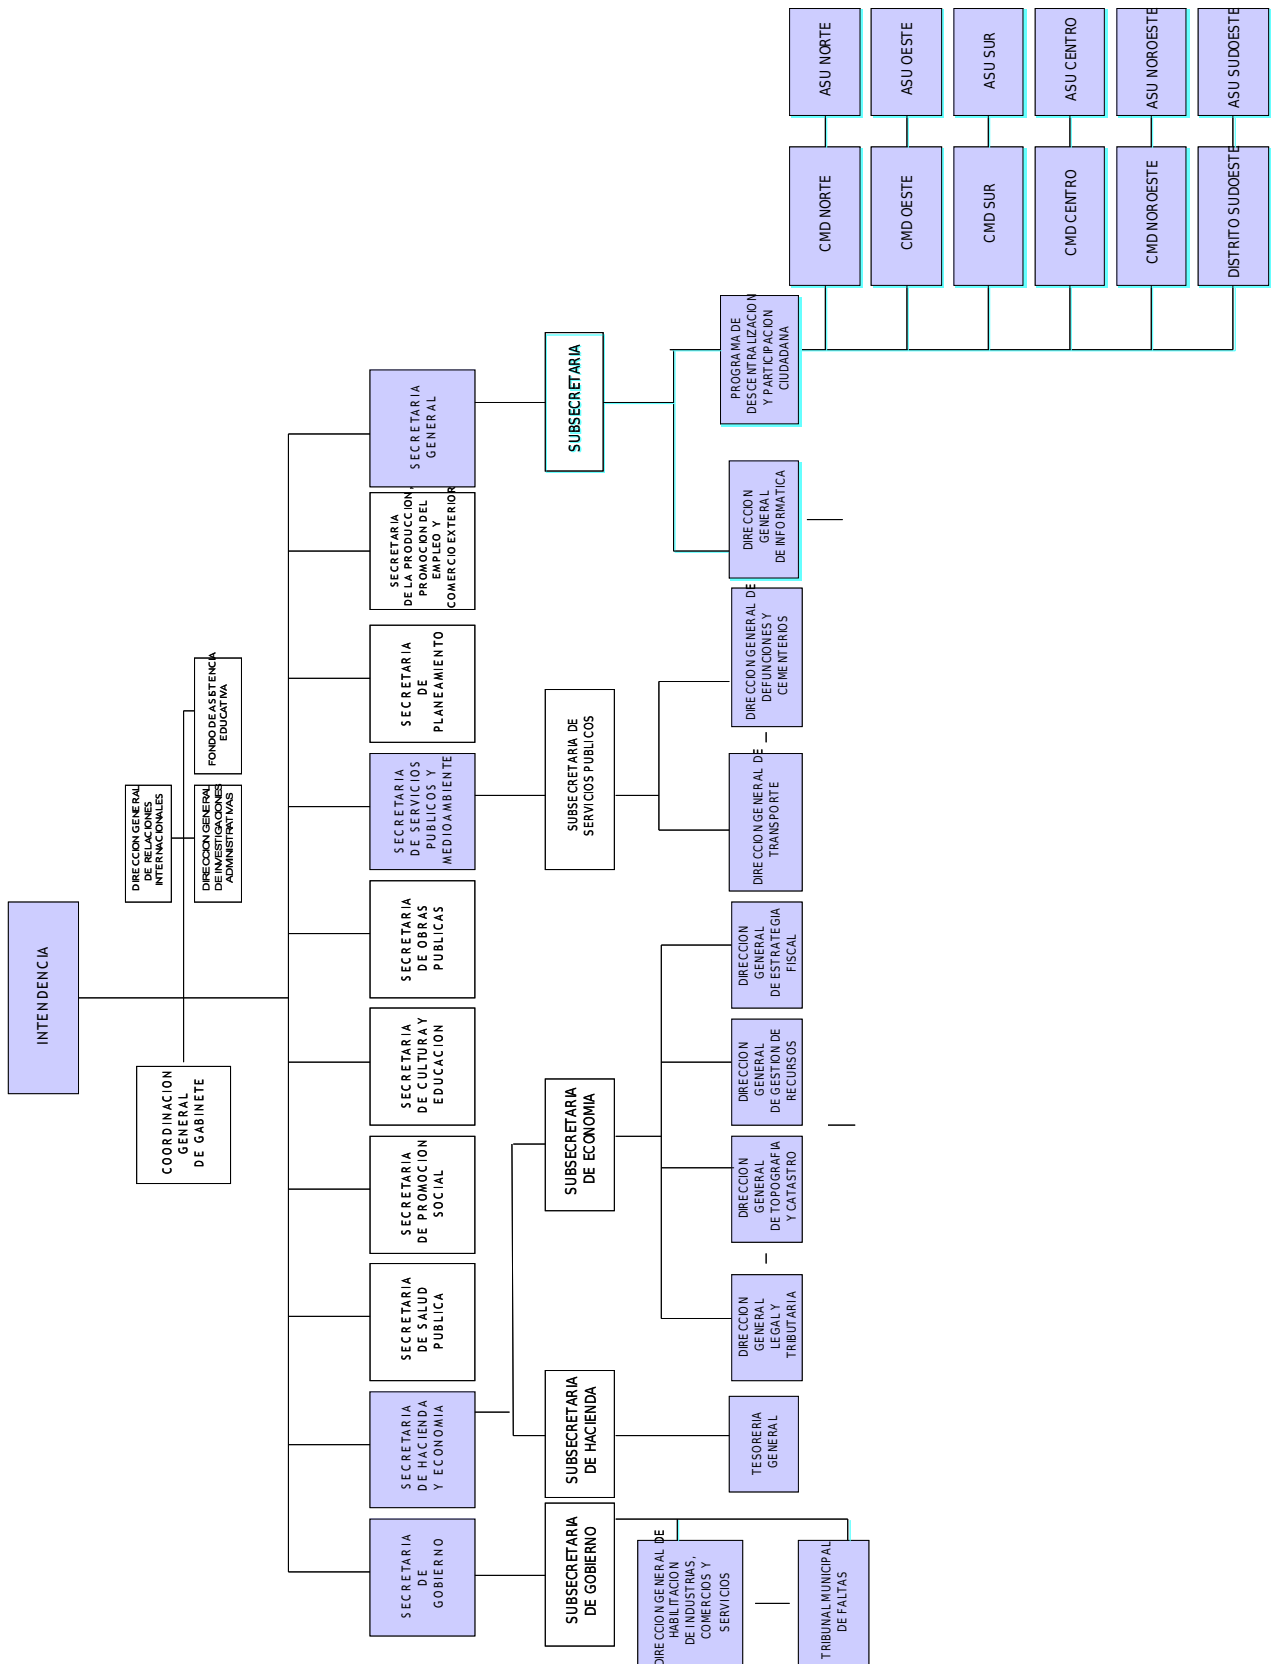 INTENDENCIA
COORDINACION
GENERAL
DE GABINETE
DIRECCION GENERAL
DE RELACIONES
INTERNACIONALES
DIRECCION GENERAL
DE INVESTIGACIONES
ADMINISTRATIVAS
FONDO DE ASISTENCIA
EDUCATIVA
SECRETARIA
DE
GOBIERNO
SECRETARIA
DE HACIENDA
Y ECONOMIA
SECRETARIA
DE SALUD
PUBLICA
SECRETARIA
DE PROMOCION
SOCIAL
SECRETARIA
DE CULTURA Y
EDUCACION
SECRETARIA
DE OBRAS
PUBLICAS
SECRETARIA
DE SERVICIOS
PUBLICOS Y
MEDIOAMBIENTE
SECRETARIA
DE
PLANEAMIENTO
SECRETARIA
DE LA PRODUCCION,
PROMOCION DEL
EMPLEO Y
COMERCIO EXTERIOR
SECRETARIA
GENERAL
SUBSECRETARIA
DE GOBIERNO
SUBSECRETARIA
DE HACIENDA
SUBSECRETARIA
DE ECONOMIA
SUBSECRETARIA DE
SERVICIOS PUBLICOS
SUBSECRETARIA
DIRECCION GENERAL DE
HABILITACION
DE INDUSTRIAS,
COMERCIOS Y
SERVICIOS
TRIBUNAL MUNICIPAL
DE FALTAS
TESORERIA
GENERAL
DIRECCION
GENERAL
LEGAL Y
TRIBUTARIA
DIRECCION
GENERAL
DE TOPOGRAFIA
Y CATASTRO
DIRECCION
GENERAL
DE GESTION DE
RECURSOS
DIRECCION
GENERAL
DE ESTRATEGIA
FISCAL
DIRECCION GENERAL DE
TRANSPORTE
DIRECCION GENERAL DE
DEFUNCIONES Y
CEMENTERIOS
DIRECCION
GENERAL
DE INFORMATICA
PROGRAMA DE
DESCENTRALIZACION
Y PARTICIPACION
CIUDADANA
CMD NORTE
CMD OESTE
CMD SUR
CMD CENTRO
CMD NOROESTE
DISTRITO SUDOESTE
ASU NORTE
ASU OESTE
ASU SUR
ASU CENTRO
ASU NOROESTE
ASU SUDOESTE